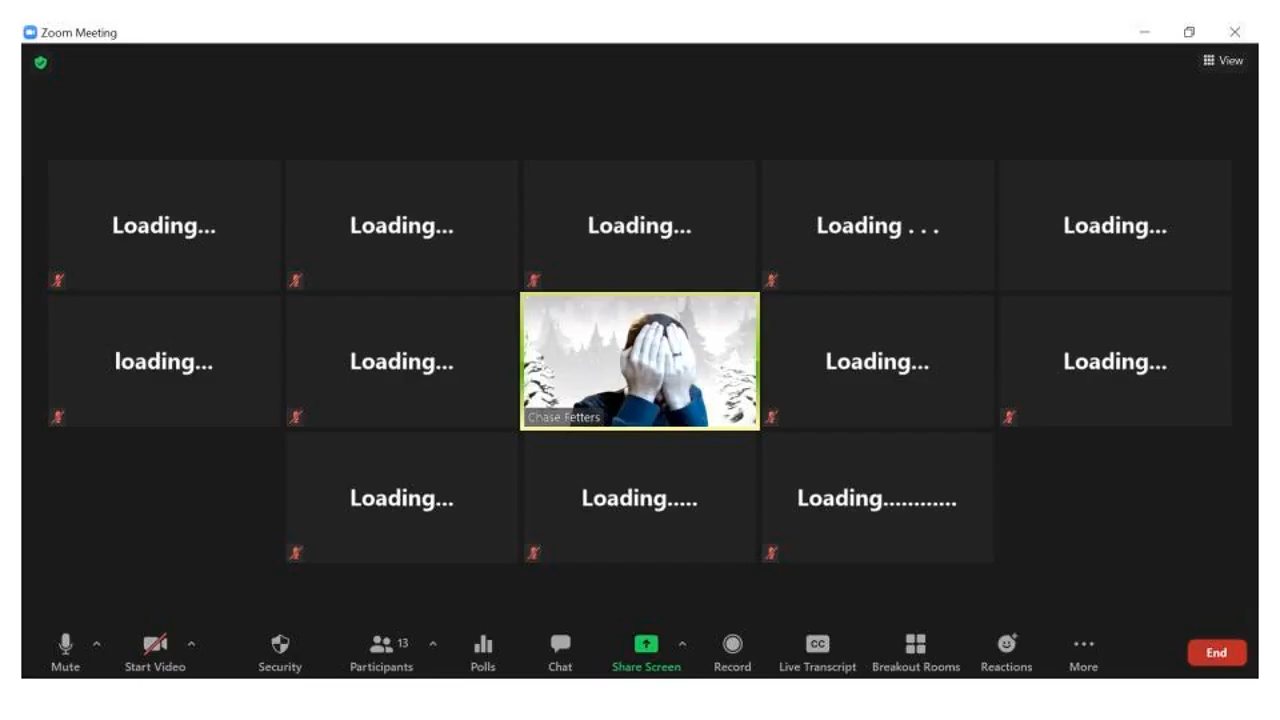 Zoom Meeting
View
Loading...
Loading...
Loading...
Loading . . .
Loading...
loading...
Loading...
Chase Fetters
Loading...
Loading...
Loading...
Loading.....
Loading............
13
CC
Mute
Start Video
Security
Participants
Polls
Chat
Share Screen
Record
Live Transcript
Breakout Rooms
Reactions
More
End